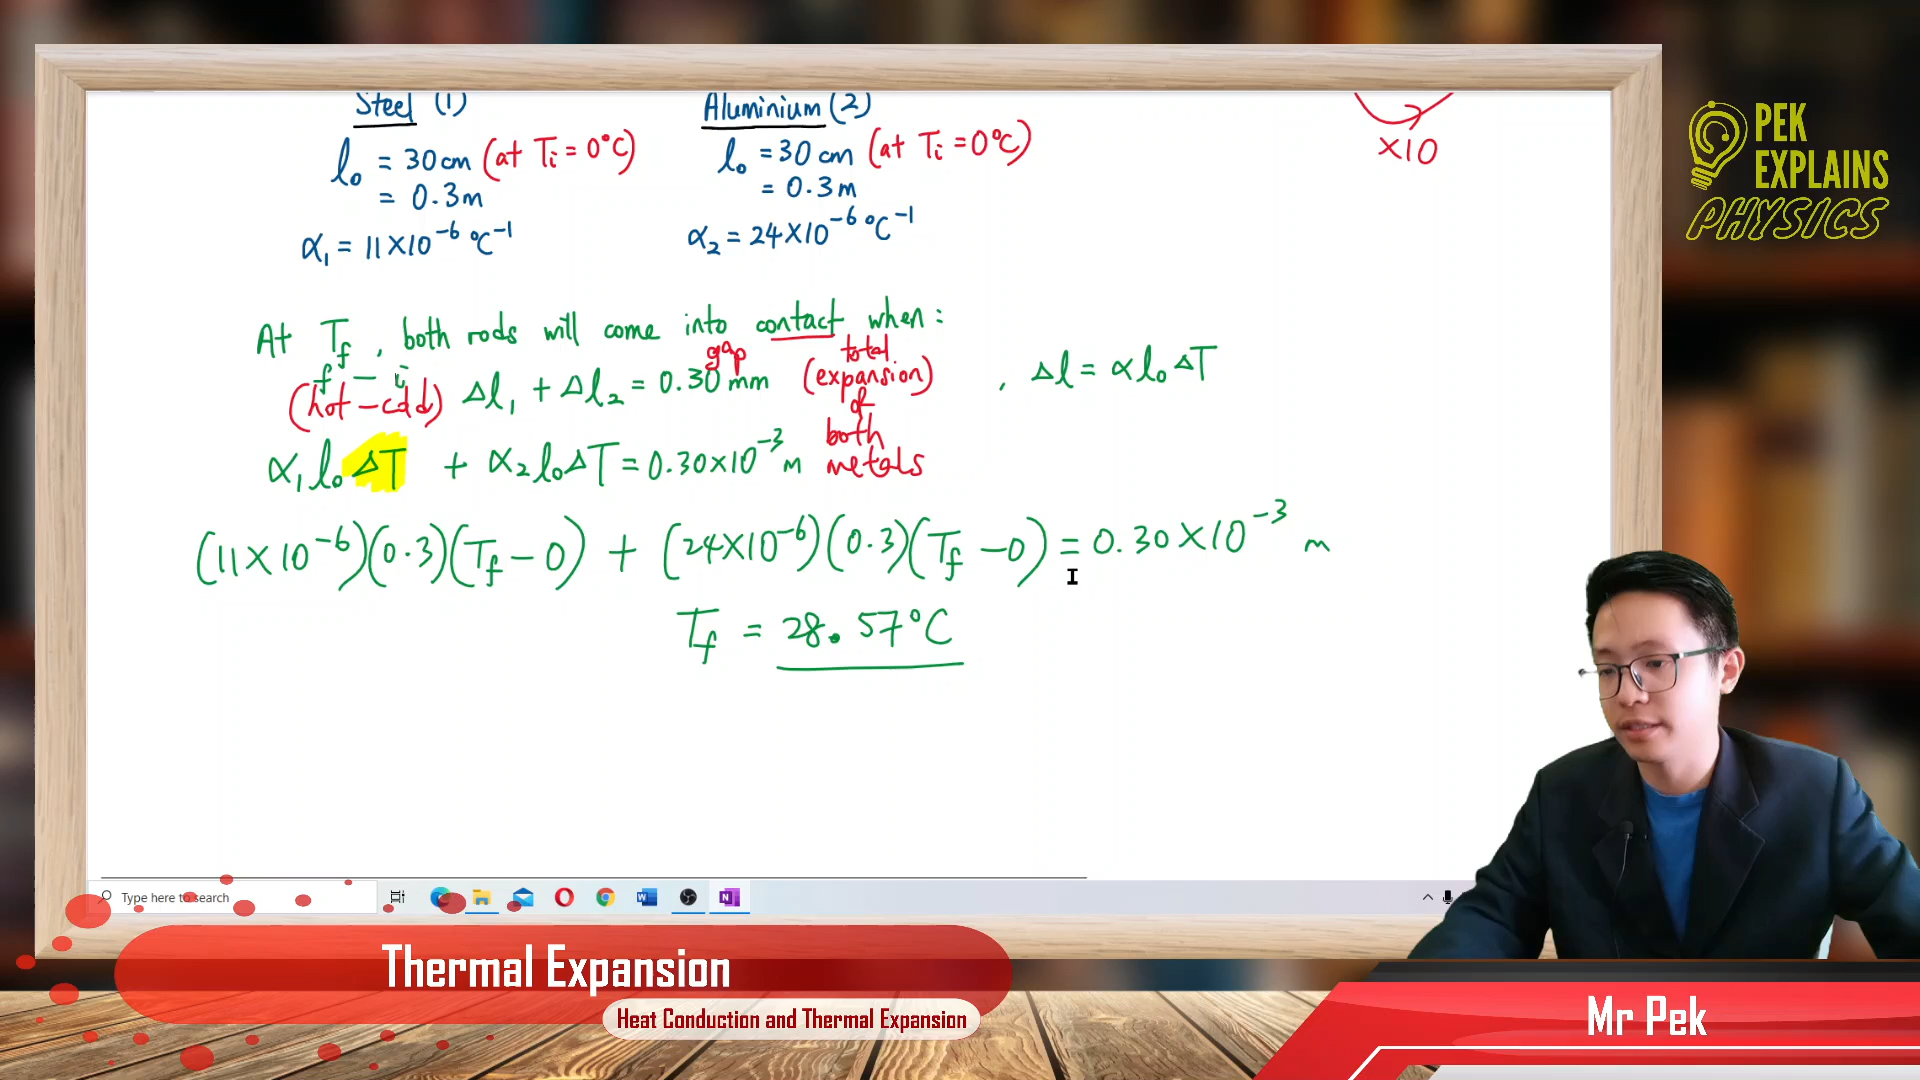 Steel (1)
l₀ = 30 cm (at Ti = 0°C)
= 0.3 m
α₁ = 11 × 10⁻⁶ °C⁻¹
Aluminium (2)
l₀ = 30 cm (at Ti = 0°C)
= 0.3 m
α₂ = 24 × 10⁻⁶ °C⁻¹
×10
PEK
EXPLAINS
PHYSICS
At Tf, both rods will come into contact when:
f - i
(hot - cold)
Δl₁ + Δl₂ = 0.30 mm
gap
total
(expansion)
of
both
metals
, Δl = αl₀ΔT
α₁l₀ΔT + α₂l₀ΔT = 0.30×10⁻³ m
(11×10⁻⁶)(0.3)(Tf - 0) + (24×10⁻⁶)(0.3)(Tf - 0) = 0.30×10⁻³ m
Tf = 28.57°C
Type here to search
Thermal Expansion
Heat Conduction and Thermal Expansion
Mr Pek